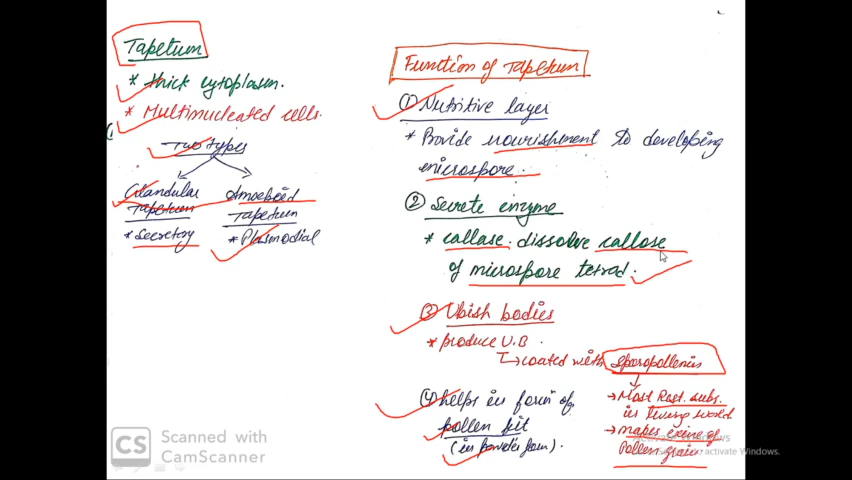 Tapetum
* thick cytoplasm.
* Multinucleated cells.
Two types
Glandular Tapetum
* Secretory
Amoeboid Tapetum
* Plasmodial
Function of Tapetum
① Nutritive layer
* Provide nourishment to developing
microspore.
② Secrete enzyme
* callase. dissolve callose
of microspore tetrad.
③ Ubish bodies
* produce U.B
→ coated with sporopollenin
→ Most Rest. subs.
in living world
→ makes exine of
Pollen grain
④ helps in form of
pollen kit
(in powder form).
CS Scanned with
CamScanner